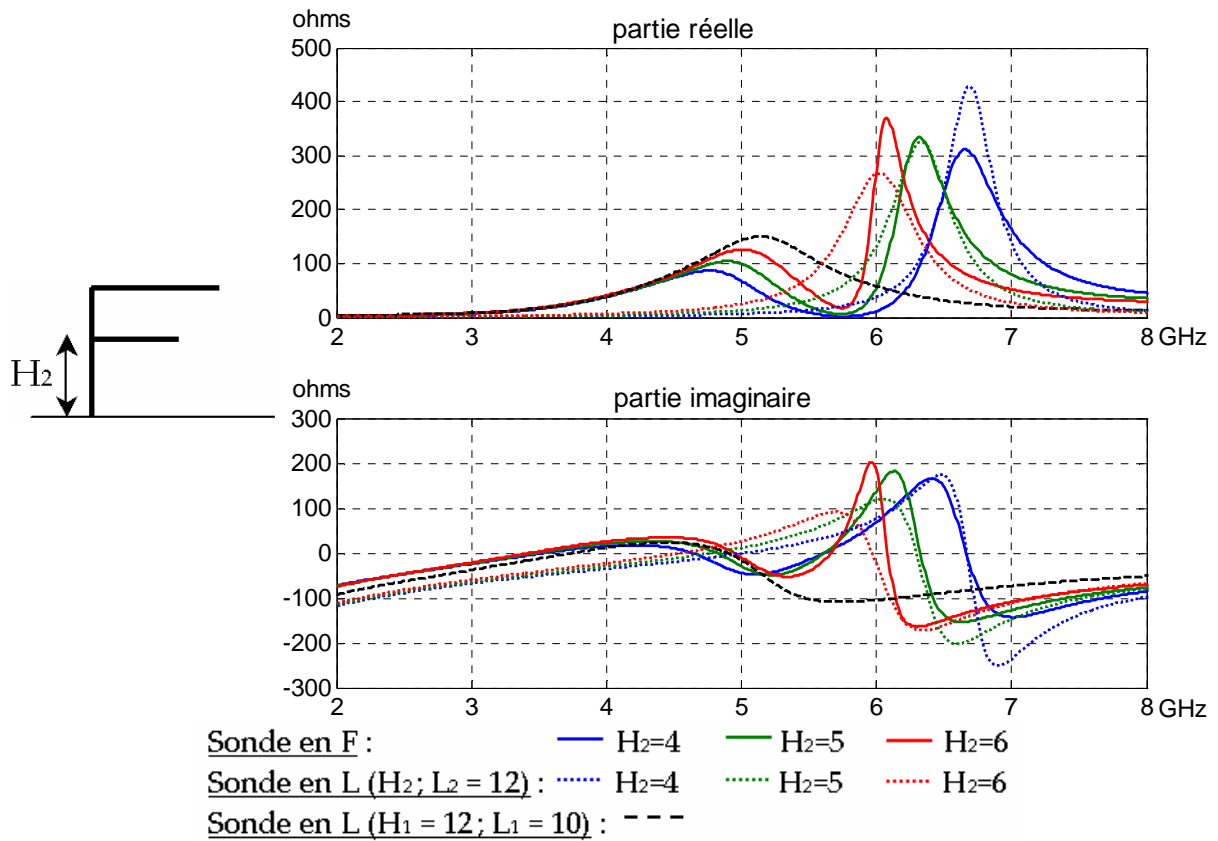 ohms
partie réelle
500
400
300
200
100
0
2 3 4 5 6 7 8 GHz
H2
ohms
partie imaginaire
300
200
100
0
-100
-200
-300
2 3 4 5 6 7 8 GHz
Sonde en F : H2=4 H2=5 H2=6
Sonde en L (H2 ; L2 = 12) : H2=4 H2=5 H2=6
Sonde en L (H1 = 12 ; L1 = 10) :